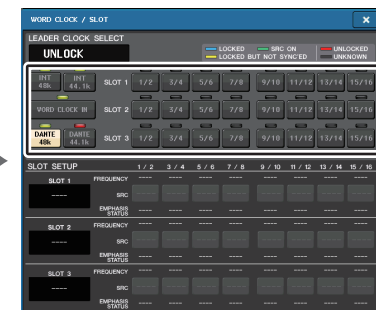 WORD CLOCK / SLOT
LEADER CLOCK SELECT
UNLOCK
LOCKED SRC ON UNLOCKED
LOCKED BUT NOT SYNC'ED UNKNOWN
INT 48k INT 44.1k SLOT 1 1/2 3/4 5/6 7/8 9/10 11/12 13/14 15/16
WORD CLOCK IN SLOT 2 1/2 3/4 5/6 7/8 9/10 11/12 13/14 15/16
DANTE 48k DANTE 44.1k SLOT 3 1/2 3/4 5/6 7/8 9/10 11/12 13/14 15/16
SLOT SETUP 1 / 2 3 / 4 5 / 6 7 / 8 9 / 10 11 / 12 13 / 14 15 / 16
SLOT 1 FREQUENCY ---- ---- ---- ---- ---- ---- ---- ----
---- SRC
EMPHASIS STATUS ---- ---- ---- ---- ---- ---- ---- ----
SLOT 2 FREQUENCY ---- ---- ---- ---- ---- ---- ---- ----
---- SRC
EMPHASIS STATUS ---- ---- ---- ---- ---- ---- ---- ----
SLOT 3 FREQUENCY ---- ---- ---- ---- ---- ---- ---- ----
---- SRC
EMPHASIS STATUS ---- ---- ---- ---- ---- ---- ---- ----